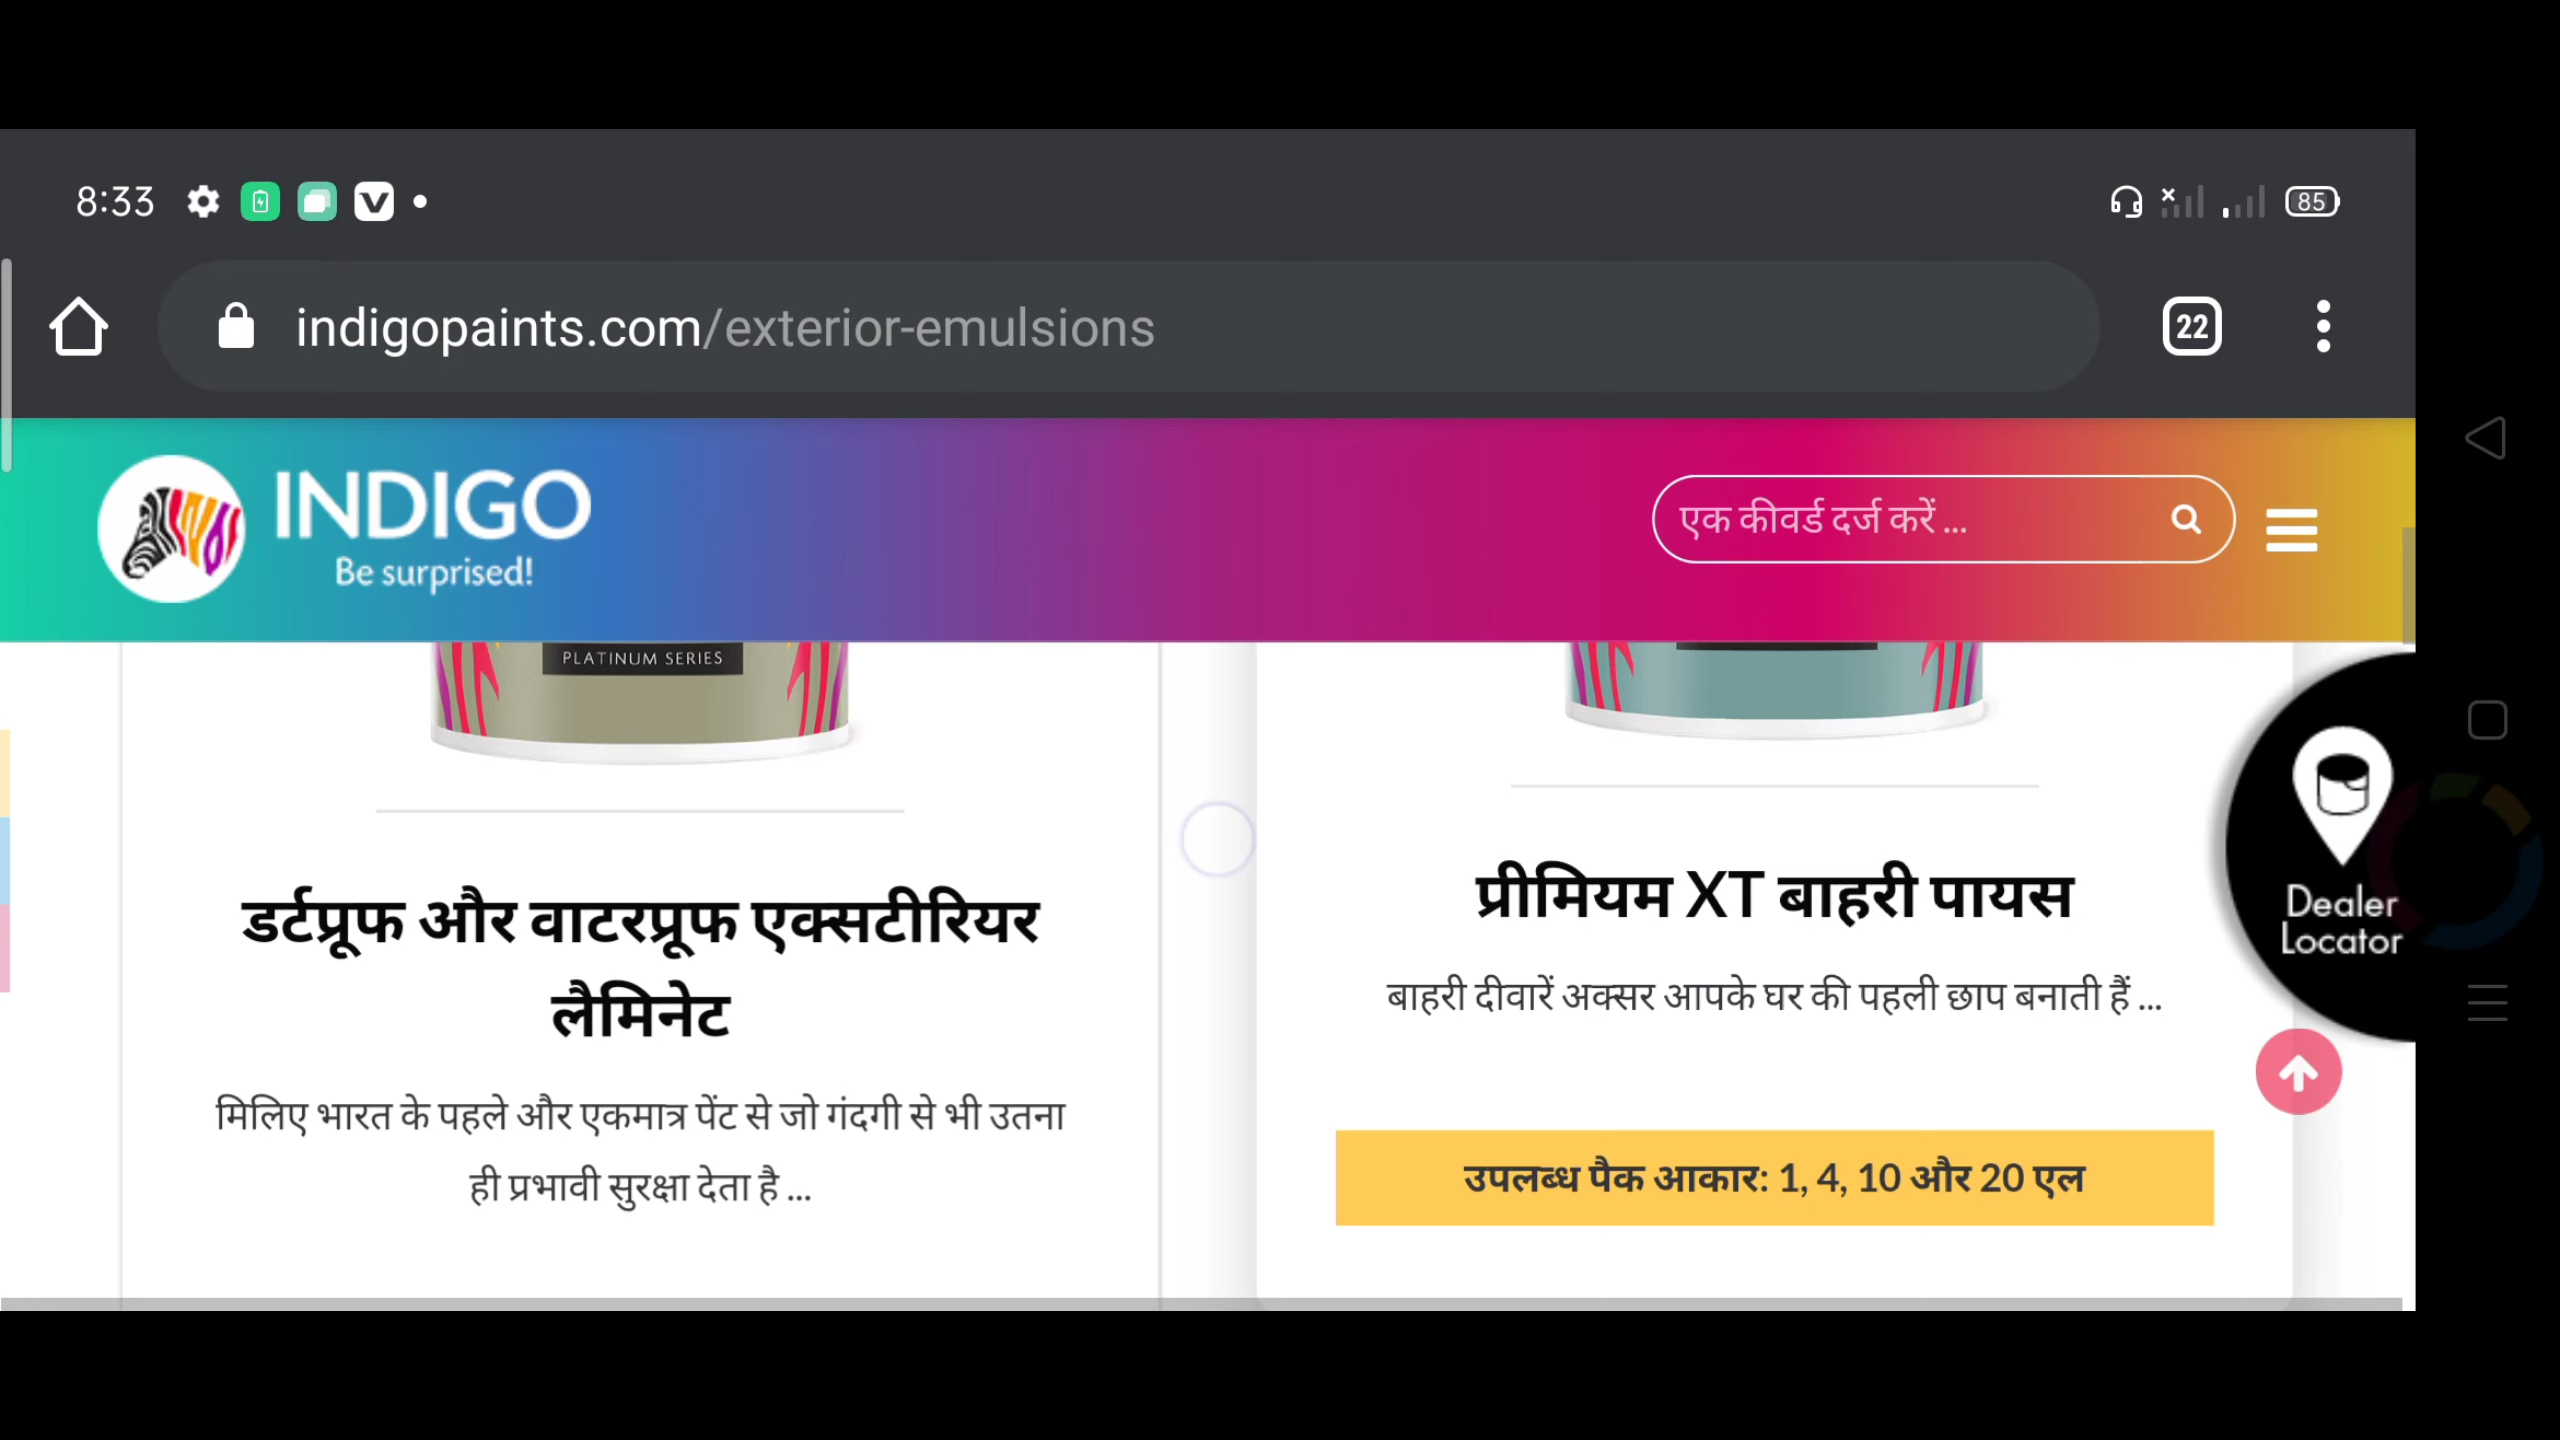 8:33
85
indigopaints.com/exterior-emulsions
22
INDIGO
Be surprised!
एक कीवर्ड दर्ज करें ...
PLATINUM SERIES
डर्टप्रूफ और वाटरप्रूफ एक्सटीरियर
लैमिनेट
मिलिए भारत के पहले और एकमात्र पेंट से जो गंदगी से भी उतना
ही प्रभावी सुरक्षा देता है ...
प्रीमियम XT बाहरी पायस
बाहरी दीवारें अक्सर आपके घर की पहली छाप बनाती हैं ...
उपलब्ध पैक आकार: 1, 4, 10 और 20 एल
Dealer
Locator